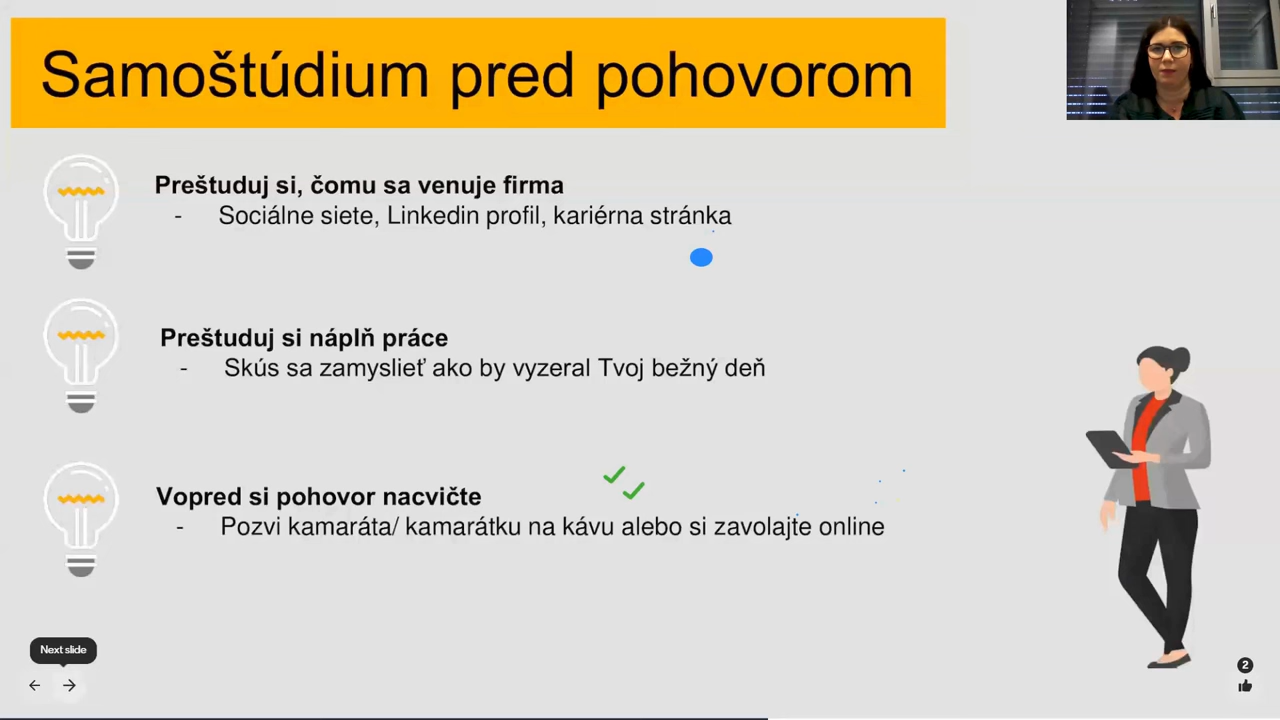 Samoštúdium pred pohovorom
Preštuduj si, čomu sa venuje firma
- Sociálne siete, Linkedin profil, kariérna stránka
Preštuduj si náplň práce
- Skús sa zamyslieť ako by vyzeral Tvoj bežný deň
Vopred si pohovor nacvičte
- Pozvi kamaráta/ kamarátku na kávu alebo si zavolajte online
Next slide
2